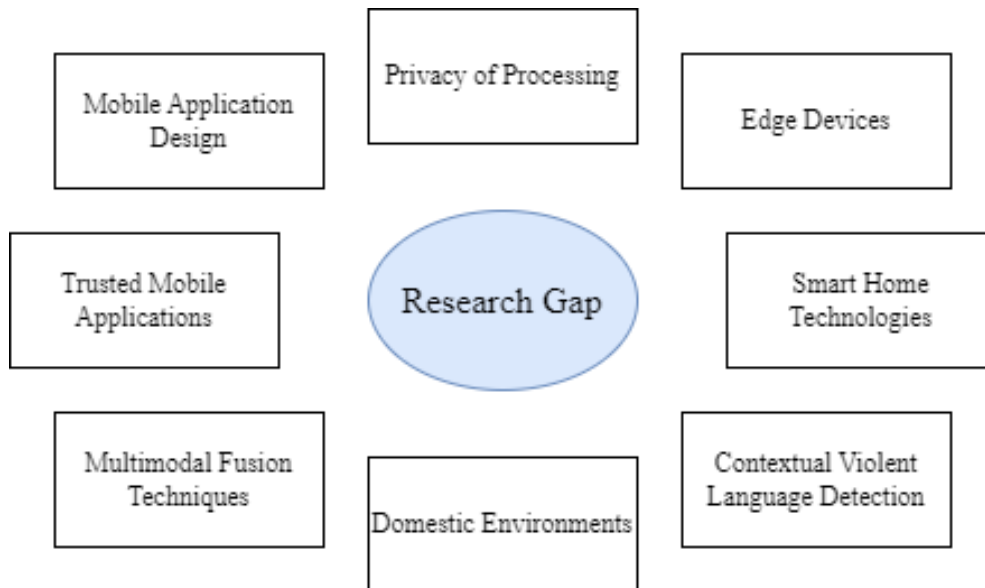 Privacy of Processing
Mobile Application
Design
Edge Devices
Trusted Mobile
Applications
Research Gap
Smart Home
Technologies
Multimodal Fusion
Techniques
Contextual Violent
Language Detection
Domestic Environments